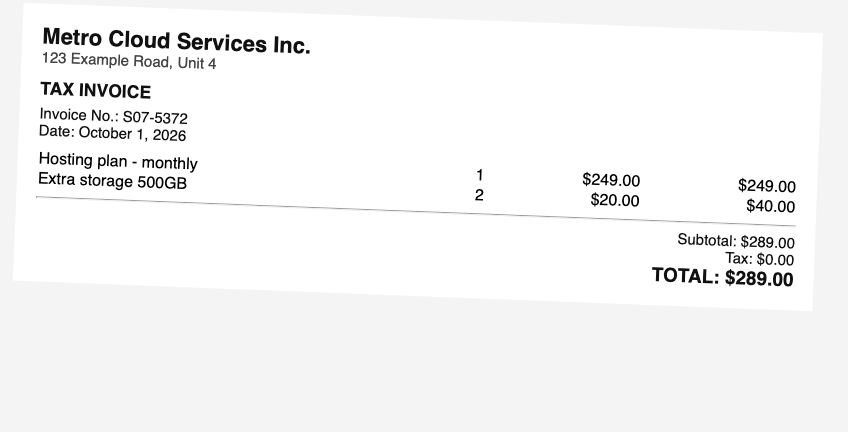 Metro Cloud Services Inc.
123 Example Road, Unit 4
TAX INVOICE
Invoice No.: S07-5372
Date: October 1, 2026
Hosting plan - monthly 1 $249.00 $249.00
Extra storage 500GB 2 $20.00 $40.00
Subtotal: $289.00
Tax: $0.00
TOTAL: $289.00